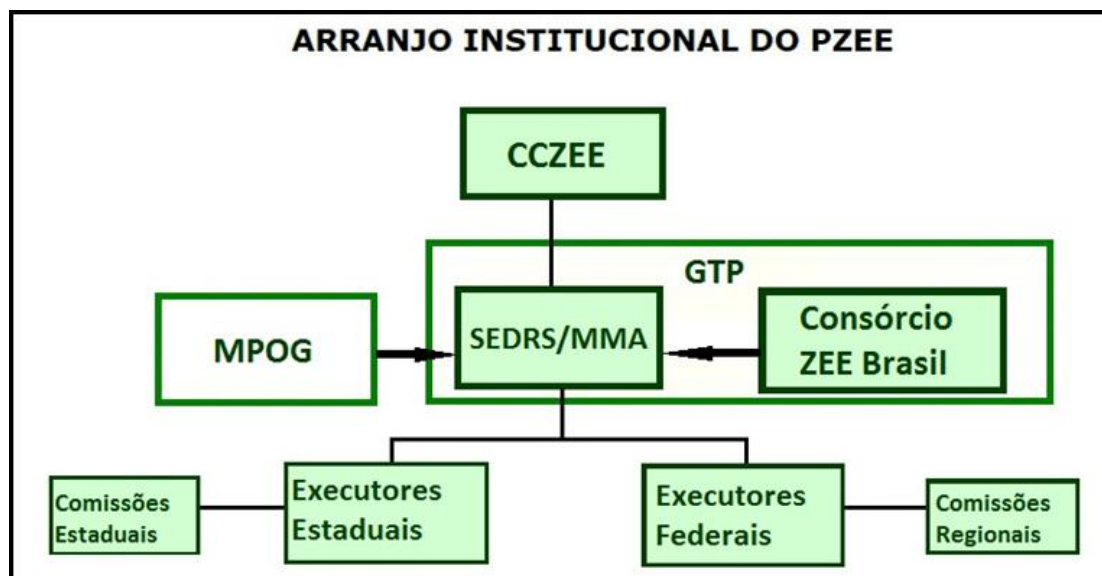 ARRANJO INSTITUCIONAL DO PZEE
CCZEE
GTP
MPOG
SEDRS/MMA
Consórcio
ZEE Brasil
Comissões
Estaduais
Executores
Estaduais
Executores
Federais
Comissões
Regionais